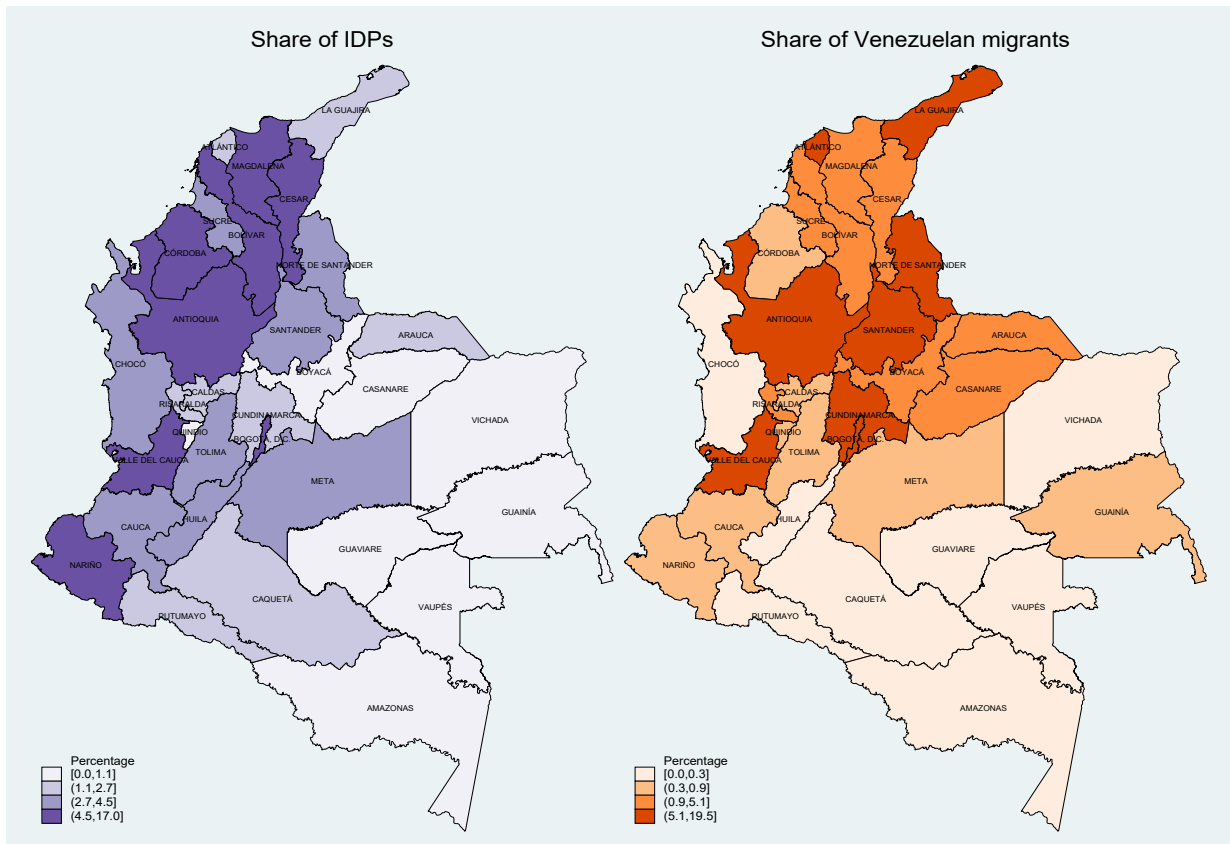 Share of IDPs
LA GUAJIRA
ATLÁNTICO
MAGDALENA
CESAR
SUCRE
BOLÍVAR
CÓRDOBA
NORTE DE SANTANDER
ANTIOQUIA
SANTANDER
ARAUCA
CHOCÓ
BOYACÁ
CASANARE
CALDAS
RISARALDA
CUNDINAMARCA
VICHADA
QUINDIO
BOGOTÁ, D.C.
TOLIMA
VALLE DEL CAUCA
META
GUAINÍA
CAUCA
HUILA
GUAVIARE
NARIÑO
CAQUETÁ
VAUPÉS
PUTUMAYO
AMAZONAS
Percentage
[0.0,1.1]
(1.1,2.7]
(2.7,4.5]
(4.5,17.0]
Share of Venezuelan migrants
LA GUAJIRA
ATLÁNTICO
MAGDALENA
CESAR
SUCRE
BOLÍVAR
CÓRDOBA
NORTE DE SANTANDER
ANTIOQUIA
SANTANDER
ARAUCA
CHOCÓ
BOYACÁ
CASANARE
CALDAS
RISARALDA
CUNDINAMARCA
VICHADA
QUINDIO
BOGOTÁ, D.C.
TOLIMA
VALLE DEL CAUCA
META
GUAINÍA
CAUCA
HUILA
GUAVIARE
NARIÑO
CAQUETÁ
VAUPÉS
PUTUMAYO
AMAZONAS
Percentage
[0.0,0.3]
(0.3,0.9]
(0.9,5.1]
(5.1,19.5]